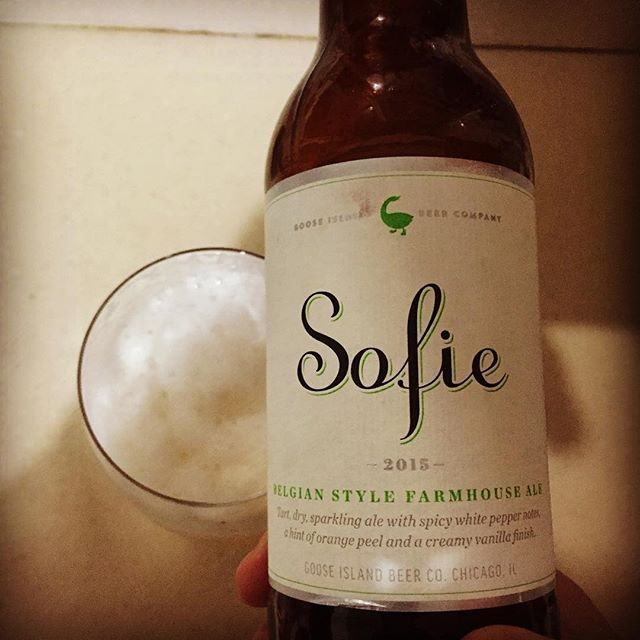 GOOSE ISLAND BEER COMPANY
Sofie
- 2015 -
BELGIAN STYLE FARMHOUSE ALE
Tart, dry, sparkling ale with spicy white pepper notes,
a hint of orange peel and a creamy vanilla finish.
GOOSE ISLAND BEER CO. CHICAGO, IL